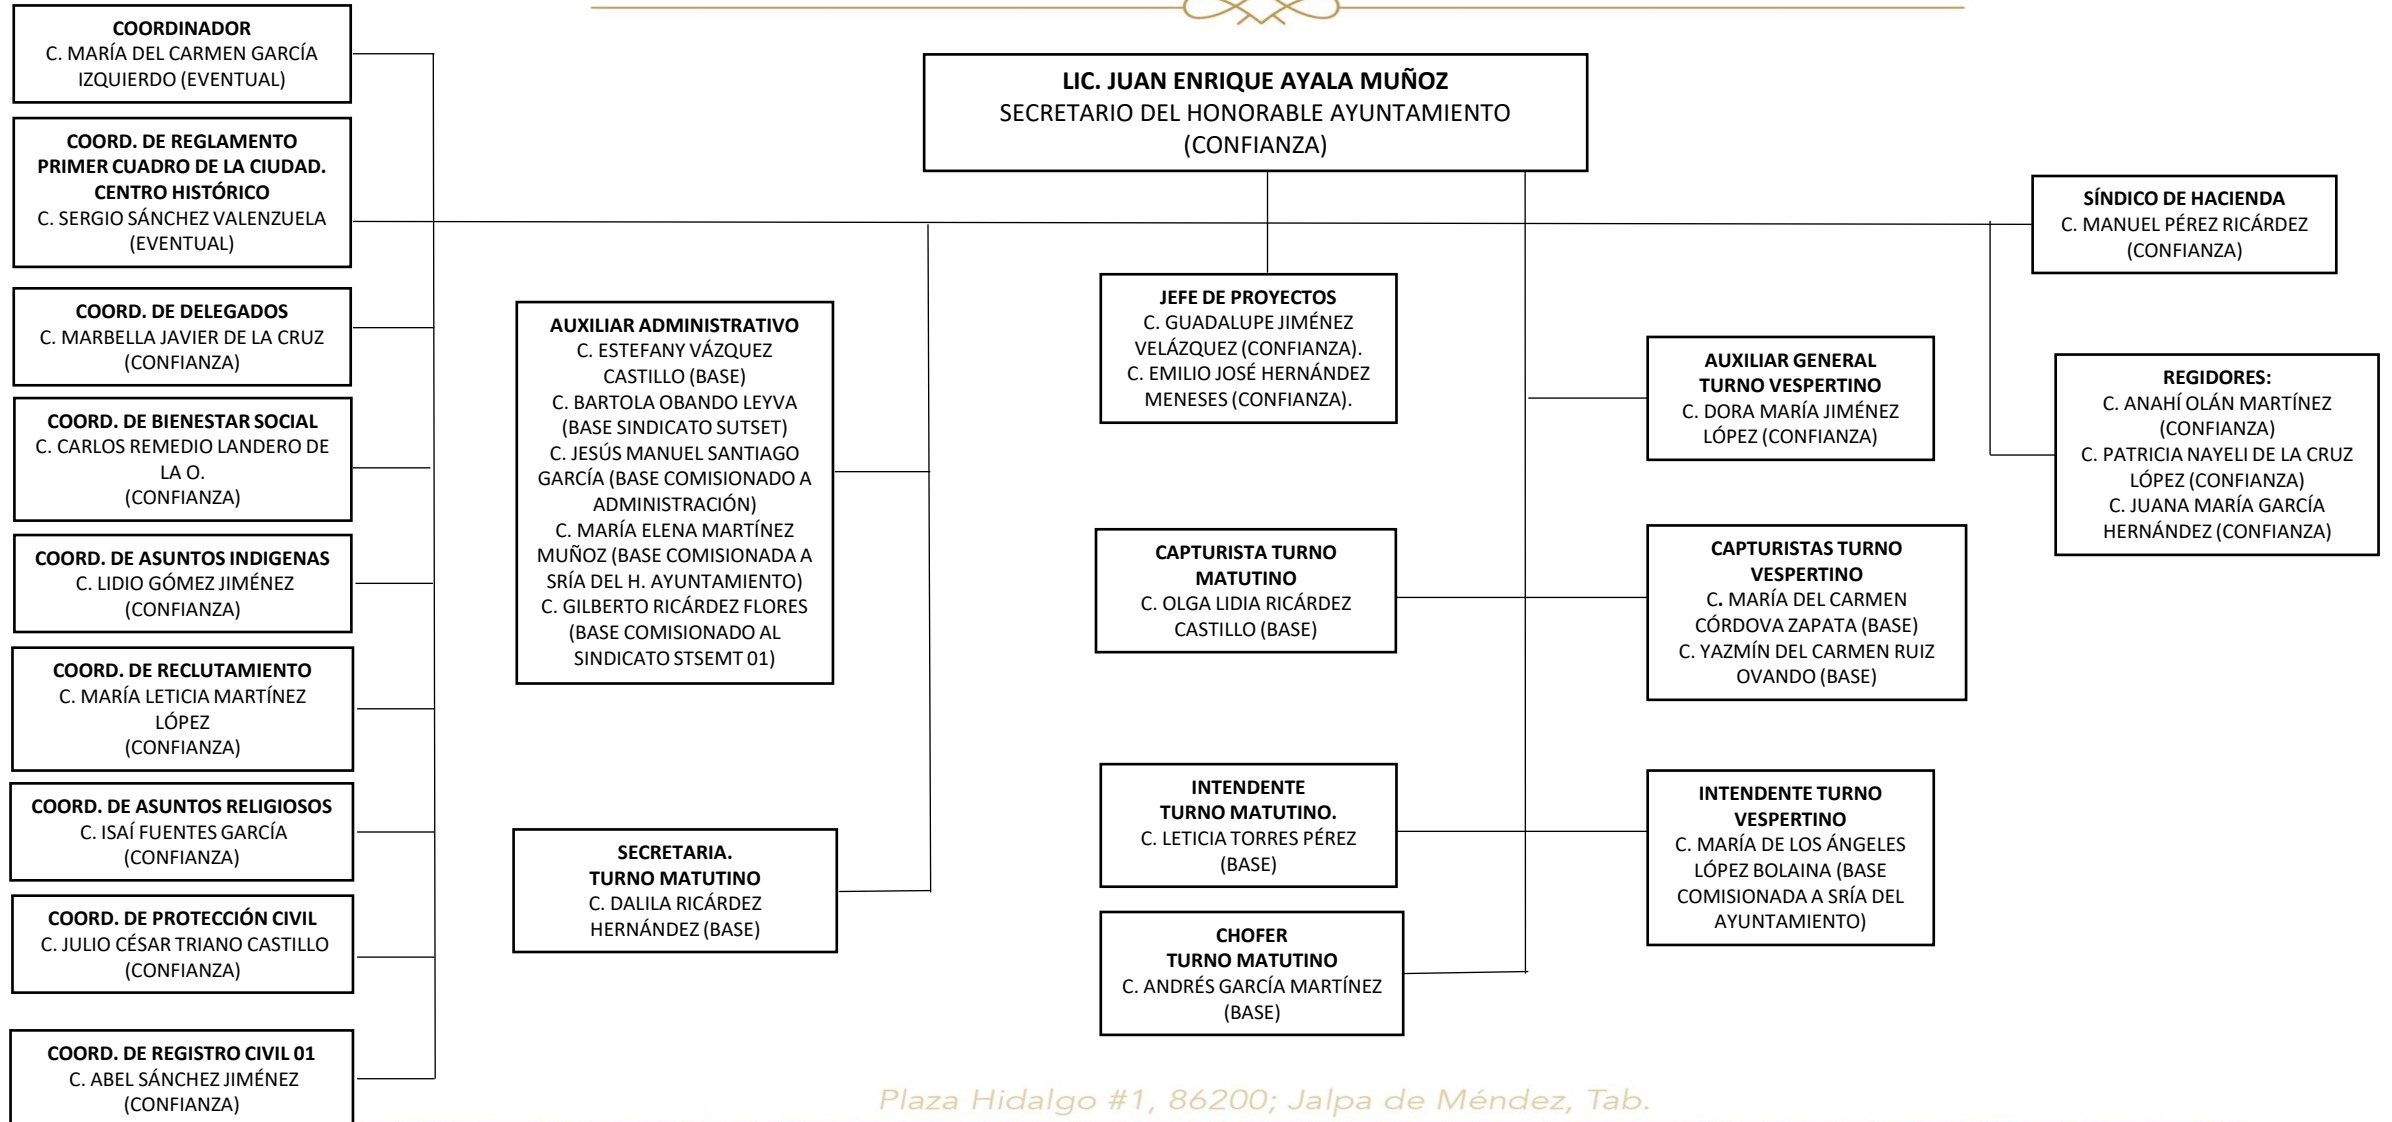 COORDINADOR
C. MARÍA DEL CARMEN GARCÍA
IZQUIERDO (EVENTUAL)
COORD. DE REGLAMENTO
PRIMER CUADRO DE LA CIUDAD.
CENTRO HISTÓRICO
C. SERGIO SÁNCHEZ VALENZUELA
(EVENTUAL)
COORD. DE DELEGADOS
C. MARBELLA JAVIER DE LA CRUZ
(CONFIANZA)
COORD. DE BIENESTAR SOCIAL
C. CARLOS REMEDIO LANDERO DE
LA O.
(CONFIANZA)
COORD. DE ASUNTOS INDIGENAS
C. LIDIO GÓMEZ JIMÉNEZ
(CONFIANZA)
COORD. DE RECLUTAMIENTO
C. MARÍA LETICIA MARTÍNEZ
LÓPEZ
(CONFIANZA)
COORD. DE ASUNTOS RELIGIOSOS
C. ISAÍ FUENTES GARCÍA
(CONFIANZA)
COORD. DE PROTECCIÓN CIVIL
C. JULIO CÉSAR TRIANO CASTILLO
(CONFIANZA)
COORD. DE REGISTRO CIVIL 01
C. ABEL SÁNCHEZ JIMÉNEZ
(CONFIANZA)
LIC. JUAN ENRIQUE AYALA MUÑOZ
SECRETARIO DEL HONORABLE AYUNTAMIENTO
(CONFIANZA)
AUXILIAR ADMINISTRATIVO
C. ESTEFANY VÁZQUEZ
CASTILLO (BASE)
C. BARTOLA OBANDO LEYVA
(BASE SINDICATO SUTSET)
C. JESÚS MANUEL SANTIAGO
GARCÍA (BASE COMISIONADO A
ADMINISTRACIÓN)
C. MARÍA ELENA MARTÍNEZ
MUÑOZ (BASE COMISIONADA A
SRÍA DEL H. AYUNTAMIENTO)
C. GILBERTO RICÁRDEZ FLORES
(BASE COMISIONADO AL
SINDICATO STSEMT 01)
SECRETARIA.
TURNO MATUTINO
C. DALILA RICÁRDEZ
HERNÁNDEZ (BASE)
JEFE DE PROYECTOS
C. GUADALUPE JIMÉNEZ
VELÁZQUEZ (CONFIANZA).
C. EMILIO JOSÉ HERNÁNDEZ
MENESES (CONFIANZA).
CAPTURISTA TURNO
MATUTINO
C. OLGA LIDIA RICÁRDEZ
CASTILLO (BASE)
INTENDENTE
TURNO MATUTINO.
C. LETICIA TORRES PÉREZ
(BASE)
CHOFER
TURNO MATUTINO
C. ANDRÉS GARCÍA MARTÍNEZ
(BASE)
AUXILIAR GENERAL
TURNO VESPERTINO
C. DORA MARÍA JIMÉNEZ
LÓPEZ (CONFIANZA)
CAPTURISTAS TURNO
VESPERTINO
C. MARÍA DEL CARMEN
CÓRDOVA ZAPATA (BASE)
C. YAZMÍN DEL CARMEN RUIZ
OVANDO (BASE)
INTENDENTE TURNO
VESPERTINO
C. MARÍA DE LOS ÁNGELES
LÓPEZ BOLAINA (BASE
COMISIONADA A SRÍA DEL
AYUNTAMIENTO)
SÍNDICO DE HACIENDA
C. MANUEL PÉREZ RICÁRDEZ
(CONFIANZA)
REGIDORES:
C. ANAHÍ OLÁN MARTÍNEZ
(CONFIANZA)
C. PATRICIA NAYELI DE LA CRUZ
LÓPEZ (CONFIANZA)
C. JUANA MARÍA GARCÍA
HERNÁNDEZ (CONFIANZA)
Plaza Hidalgo #1, 86200; Jalpa de Méndez, Tab.